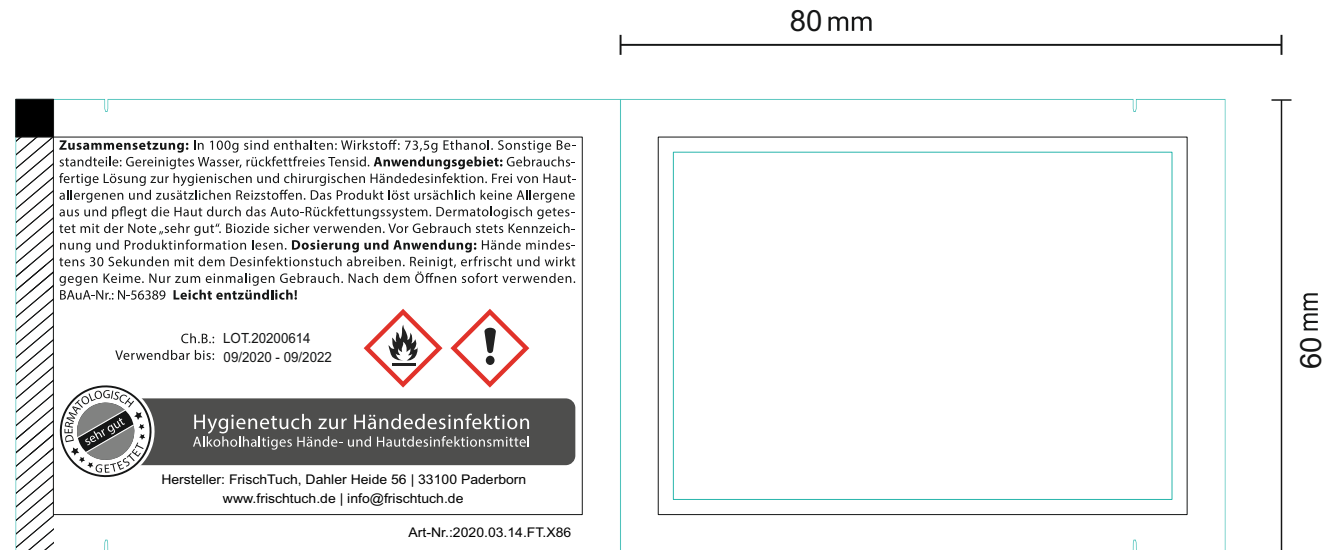 80 mm
Zusammensetzung: In 100g sind enthalten: Wirkstoff: 73,5g Ethanol. Sonstige Be-
standteile: Gereinigtes Wasser, rückfettfreies Tensid. Anwendungsgebiet: Gebrauchs-
fertige Lösung zur hygienischen und chirurgischen Händedesinfektion. Frei von Haut-
allergenen und zusätzlichen Reizstoffen. Das Produkt löst ursächlich keine Allergene
aus und pflegt die Haut durch das Auto-Rückfettungssystem. Dermatologisch getes-
tet mit der Note „sehr gut“. Biozide sicher verwenden. Vor Gebrauch stets Kennzeich-
nung und Produktinformation lesen. Dosierung und Anwendung: Hände mindes-
tens 30 Sekunden mit dem Desinfektionstuch abreiben. Reinigt, erfrischt und wirkt
gegen Keime. Nur zum einmaligen Gebrauch. Nach dem Öffnen sofort verwenden.
BAuA-Nr.: N-56389 Leicht entzündlich!
Ch.B.: LOT.20200614
Verwendbar bis: 09/2020 - 09/2022
60 mm
DERMATOLOGISCH
sehr gut
GETESTET
Hygienetuch zur Händedesinfektion
Alkoholhaltiges Hände- und Hautdesinfektionsmittel
Hersteller: FrischTuch, Dahler Heide 56 | 33100 Paderborn
www.frischtuch.de | info@frischtuch.de
Art-Nr.:2020.03.14.FT.X86